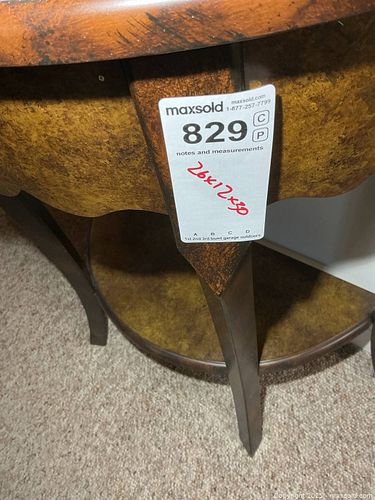 maxsold
maxsold.com
1-877-257-7799
829
C
P
notes and measurements
26x12x30
A B C D
1st 2nd 3rd bsmt garage outdoors
Copyright 2025 - maxsold.com